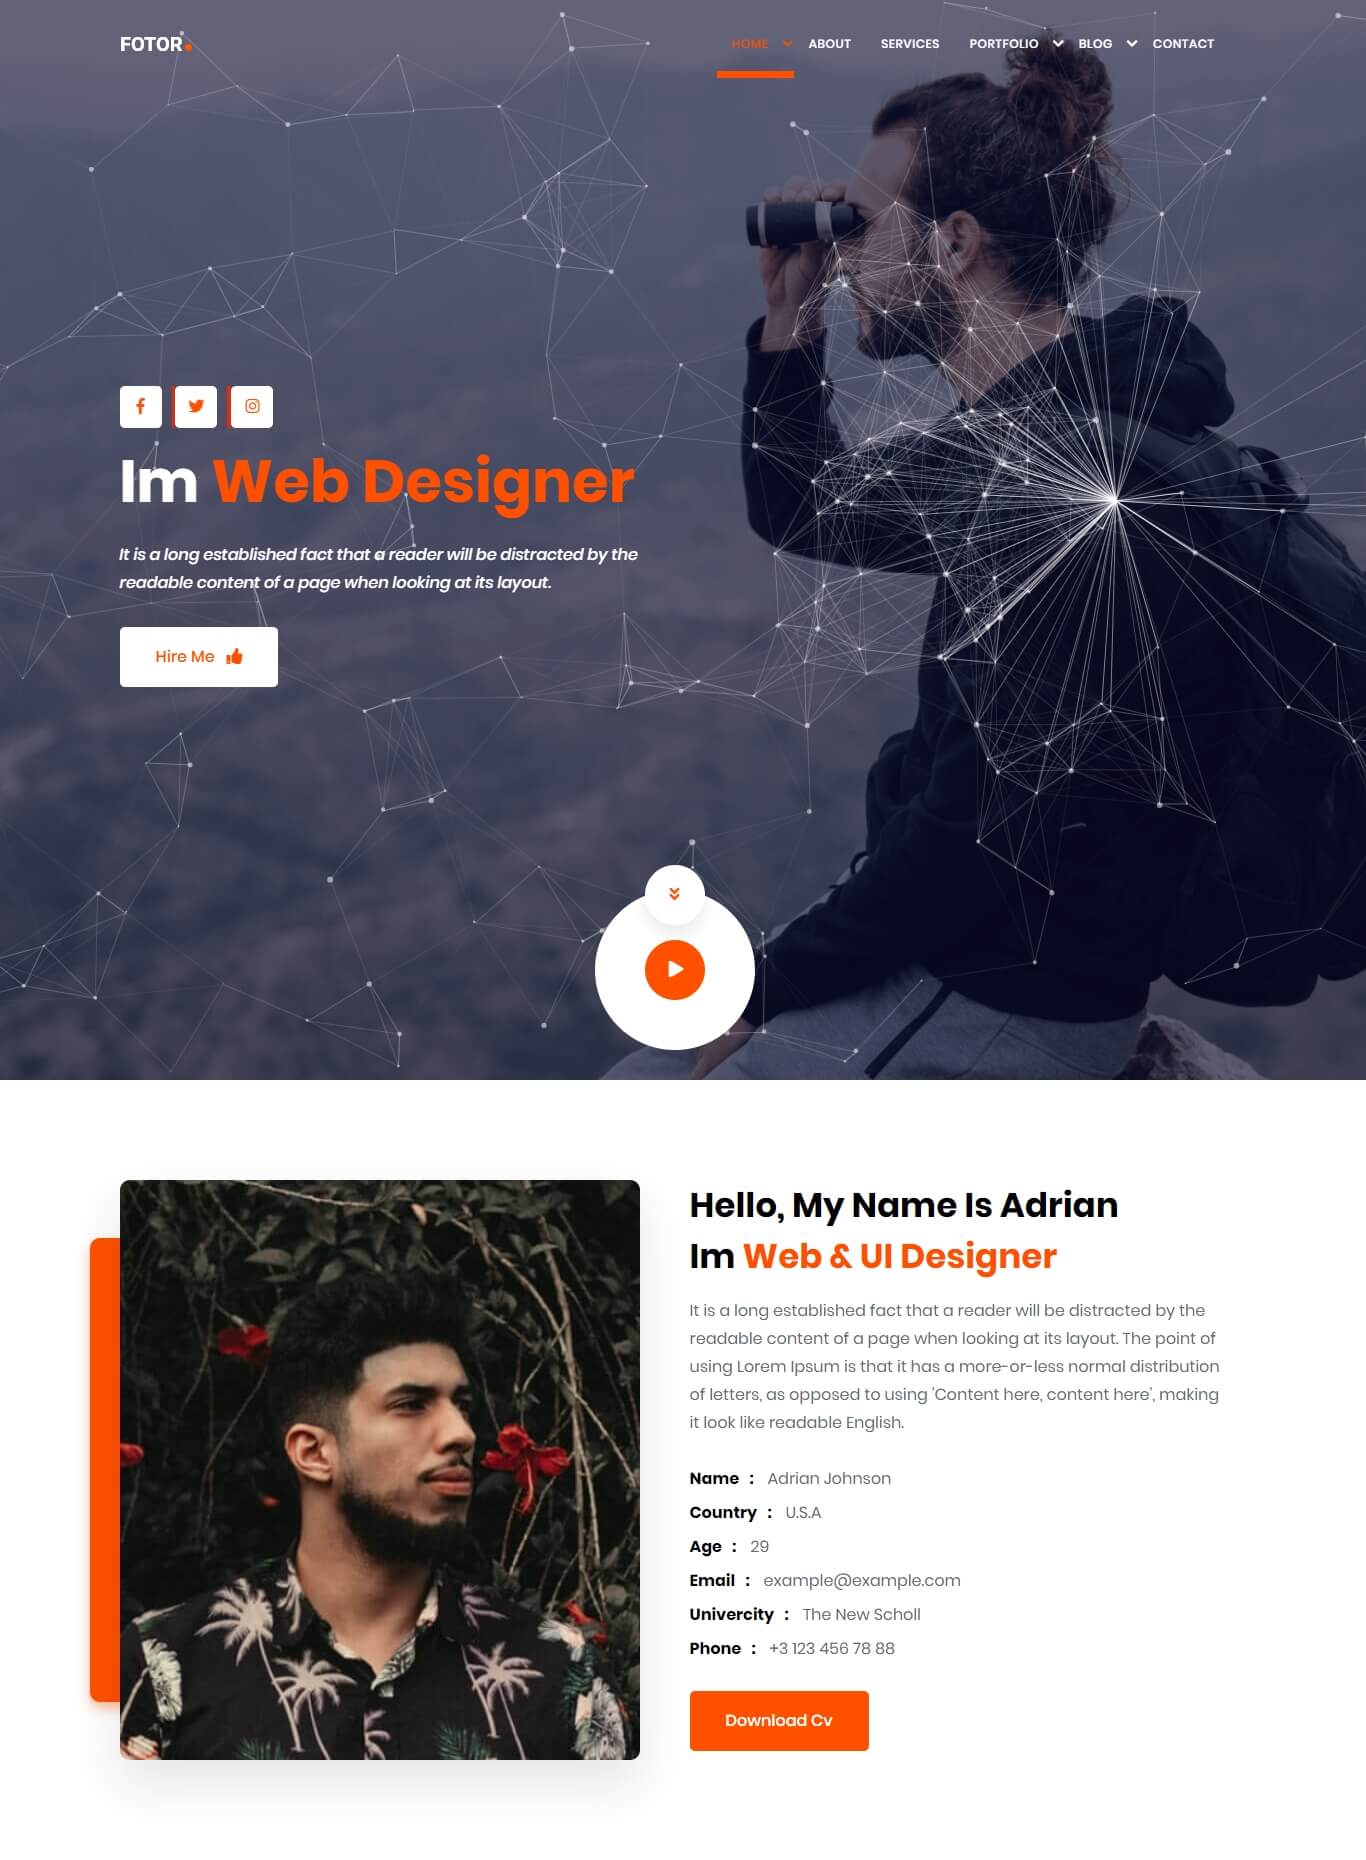 FOTOR
HOME ABOUT SERVICES PORTFOLIO BLOG CONTACT
Im Web Designer
It is a long established fact that a reader will be distracted by the
readable content of a page when looking at its layout.
Hire Me
Hello, My Name Is Adrian
Im Web & UI Designer
It is a long established fact that a reader will be distracted by the
readable content of a page when looking at its layout. The point of
using Lorem Ipsum is that it has a more-or-less normal distribution
of letters, as opposed to using 'Content here, content here', making
it look like readable English.
Name : Adrian Johnson
Country : U.S.A
Age : 29
Email : example@example.com
Univercity : The New Scholl
Phone : +3 123 456 78 88
Download Cv